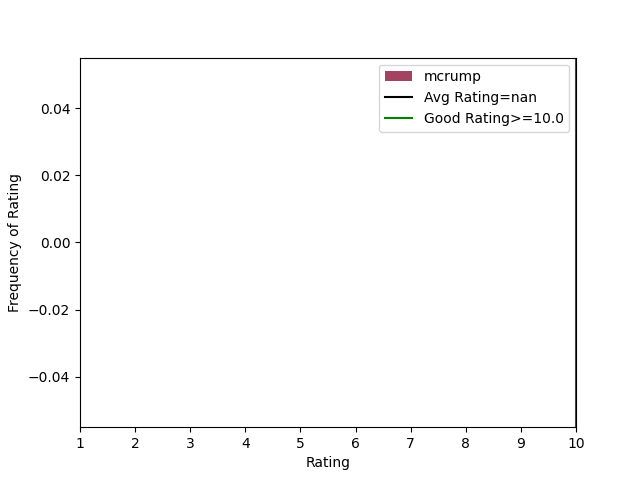 mcrump
Avg Rating=nan
Good Rating>=10.0
0.04
0.02
0.00
−0.02
−0.04
Frequency of Rating
1 2 3 4 5 6 7 8 9 10
Rating